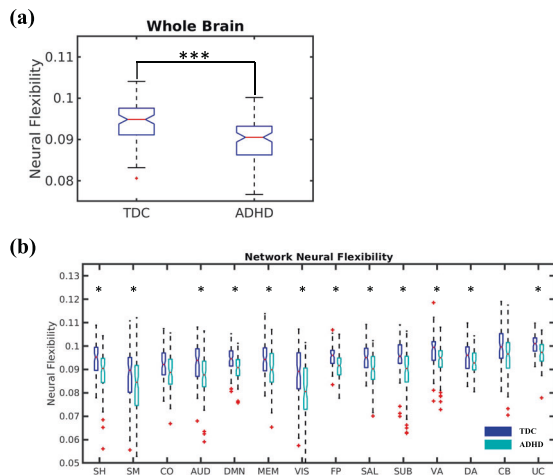 (a)
Whole Brain
***
0.11
0.1
0.09
0.08
Neural Flexibility
TDC ADHD
(b)
Network Neural Flexibility
0.13
0.12
0.11
0.1
0.09
0.08
0.07
0.06
0.05
Neural Flexibility
* * * * * * * * * * * *
TDC
ADHD
SH SM CO AUD DMN MEM VIS FP SAL SUB VA DA CB UC